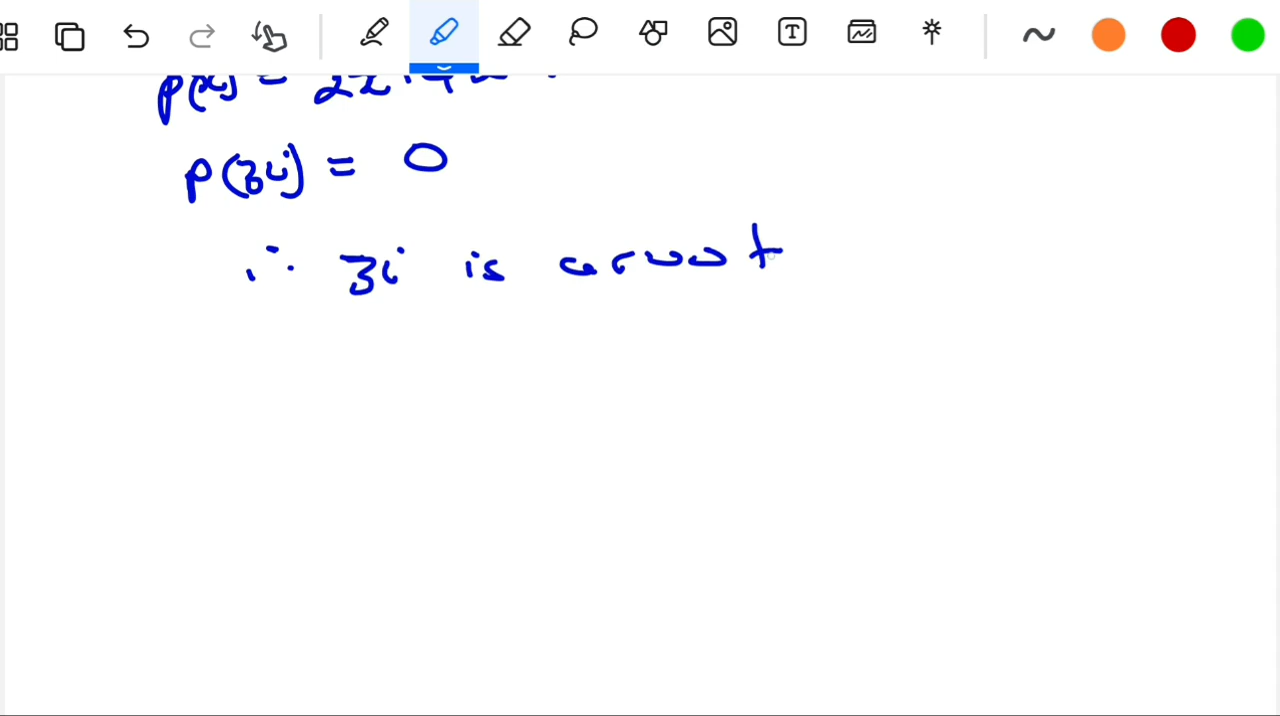 p(x) =
p(3i) = 0
∴ 3i is a root